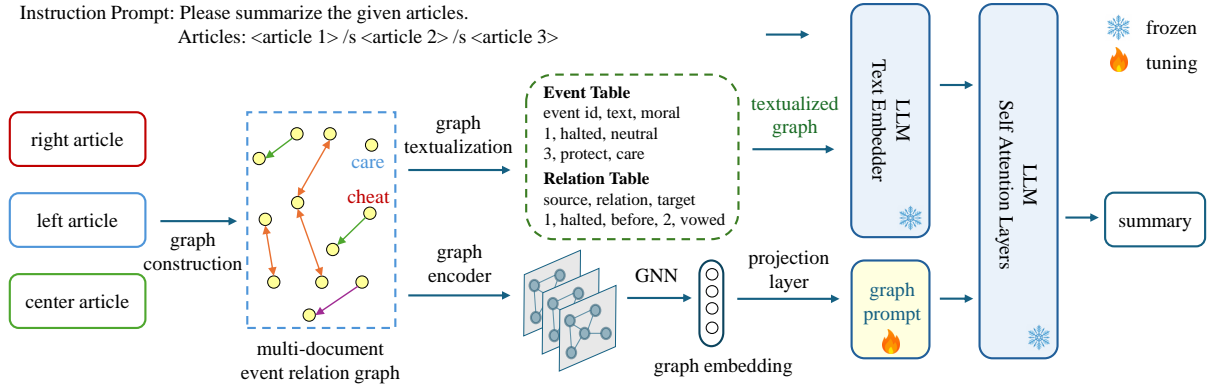 Instruction Prompt: Please summarize the given articles.
Articles: <article 1> /s <article 2> /s <article 3>
frozen
tuning
right article
left article
center article
graph
construction
care
cheat
multi-document
event relation graph
graph
textualization
graph
encoder
Event Table
event id, text, moral
1, halted, neutral
3, protect, care
Relation Table
source, relation, target
1, halted, before, 2, vowed
textualized
graph
GNN
graph embedding
projection
layer
LLM
Text Embedder
graph
prompt
LLM
Self Attention Layers
summary